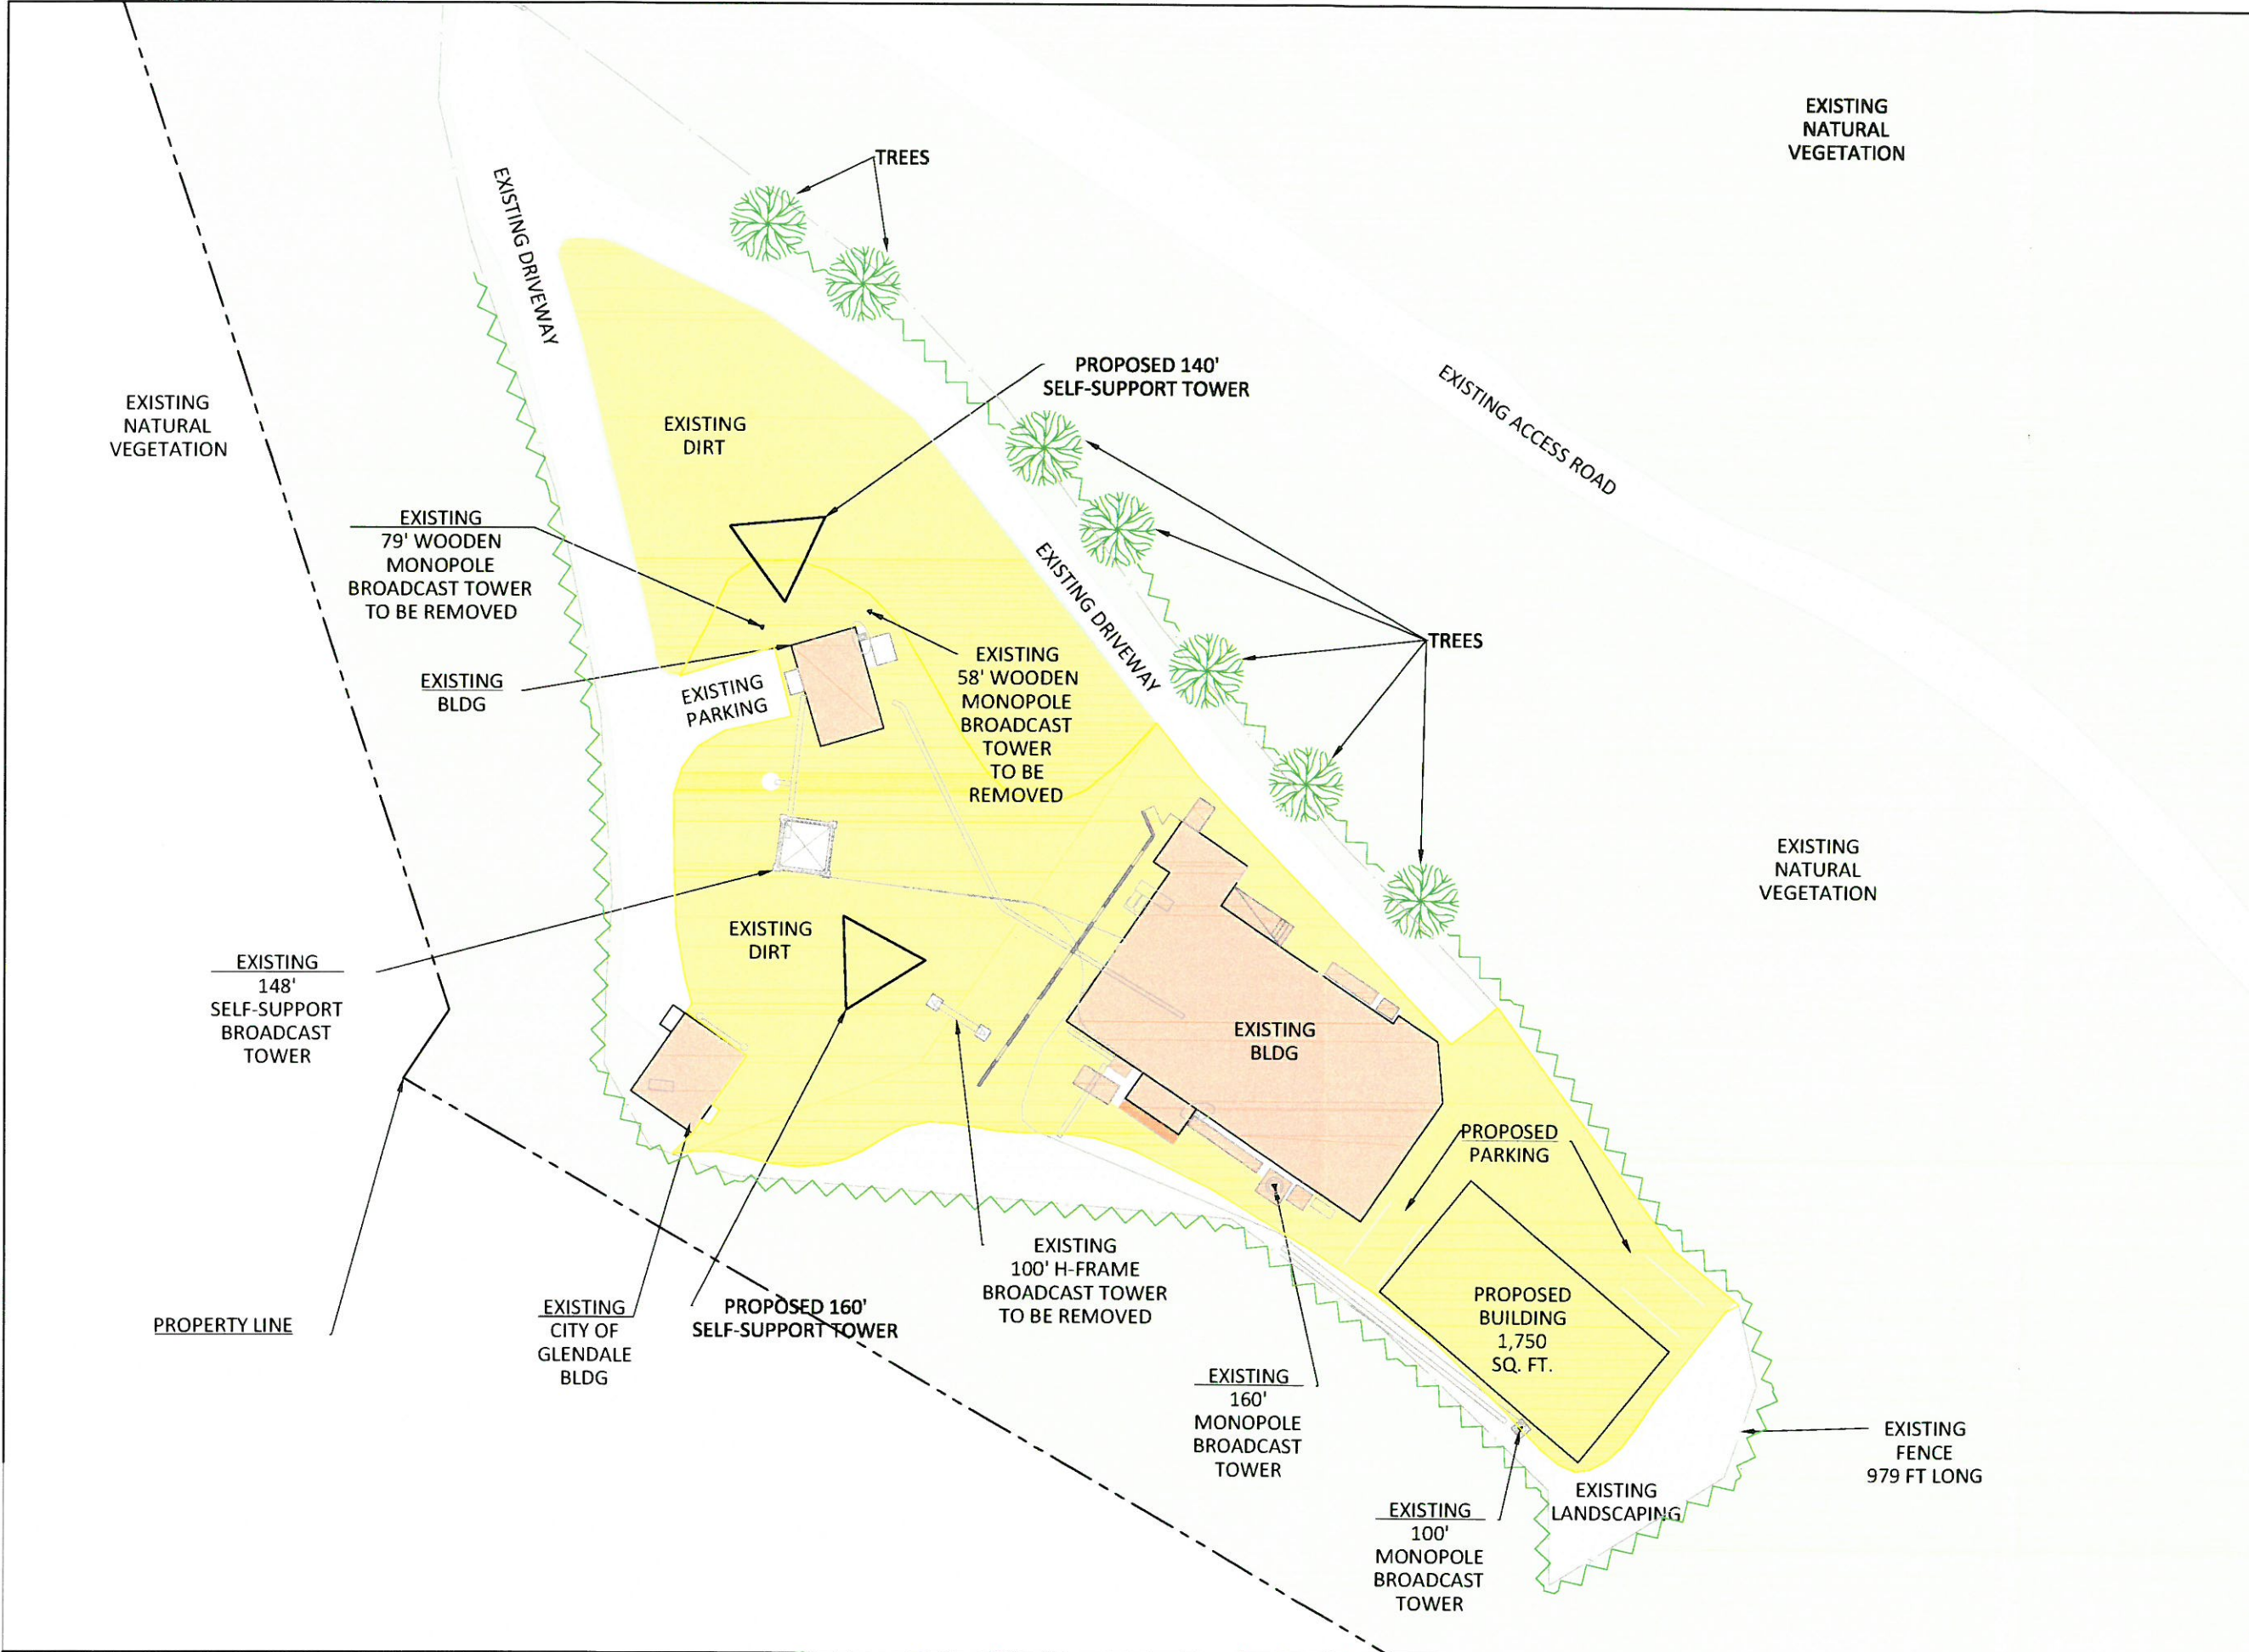 EXISTING
NATURAL
VEGETATION
TREES
EXISTING DRIVEWAY
PROPOSED 140'
SELF-SUPPORT TOWER
EXISTING ACCESS ROAD
EXISTING
NATURAL
VEGETATION
EXISTING
DIRT
EXISTING
79' WOODEN
MONOPOLE
BROADCAST TOWER
TO BE REMOVED
EXISTING DRIVEWAY
TREES
EXISTING
BLDG
EXISTING
PARKING
EXISTING
58' WOODEN
MONOPOLE
BROADCAST
TOWER
TO BE
REMOVED
EXISTING
NATURAL
VEGETATION
EXISTING
DIRT
EXISTING
148'
SELF-SUPPORT
BROADCAST
TOWER
EXISTING
BLDG
PROPOSED
PARKING
EXISTING
100' H-FRAME
BROADCAST TOWER
TO BE REMOVED
PROPOSED
BUILDING
1,750
SQ. FT.
PROPERTY LINE
EXISTING
CITY OF
GLENDALE
BLDG
PROPOSED 160'
SELF-SUPPORT TOWER
EXISTING
160'
MONOPOLE
BROADCAST
TOWER
EXISTING
FENCE
979 FT LONG
EXISTING
LANDSCAPING
EXISTING
100'
MONOPOLE
BROADCAST
TOWER